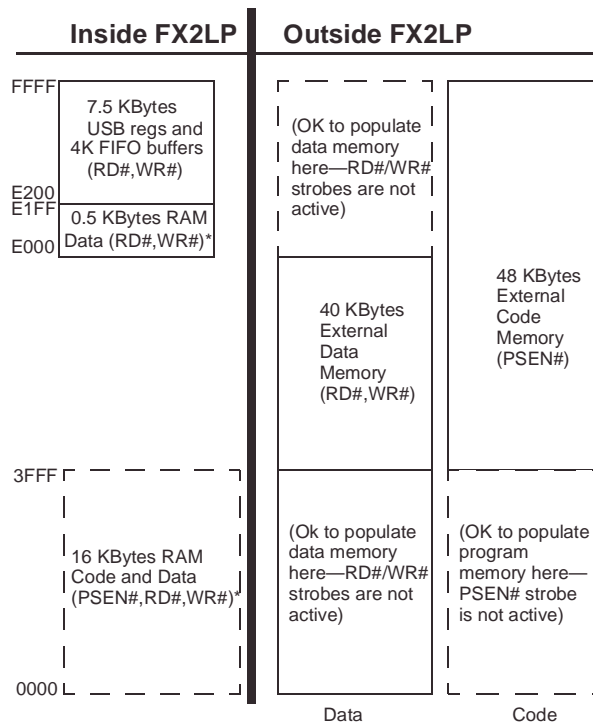 Inside FX2LP
Outside FX2LP
FFFF
7.5 KBytes
USB regs and
4K FIFO buffers
(RD#,WR#)
E200
E1FF
0.5 KBytes RAM
Data (RD#,WR#)*
E000
(OK to populate
data memory
here—RD#/WR#
strobes are not
active)
40 KBytes
External
Data
Memory
(RD#,WR#)
48 KBytes
External
Code
Memory
(PSEN#)
3FFF
16 KBytes RAM
Code and Data
(PSEN#,RD#,WR#)*
0000
(Ok to populate
data memory
here—RD#/WR#
strobes are not
active)
(OK to populate
program
memory here—
PSEN# strobe
is not active)
Data
Code